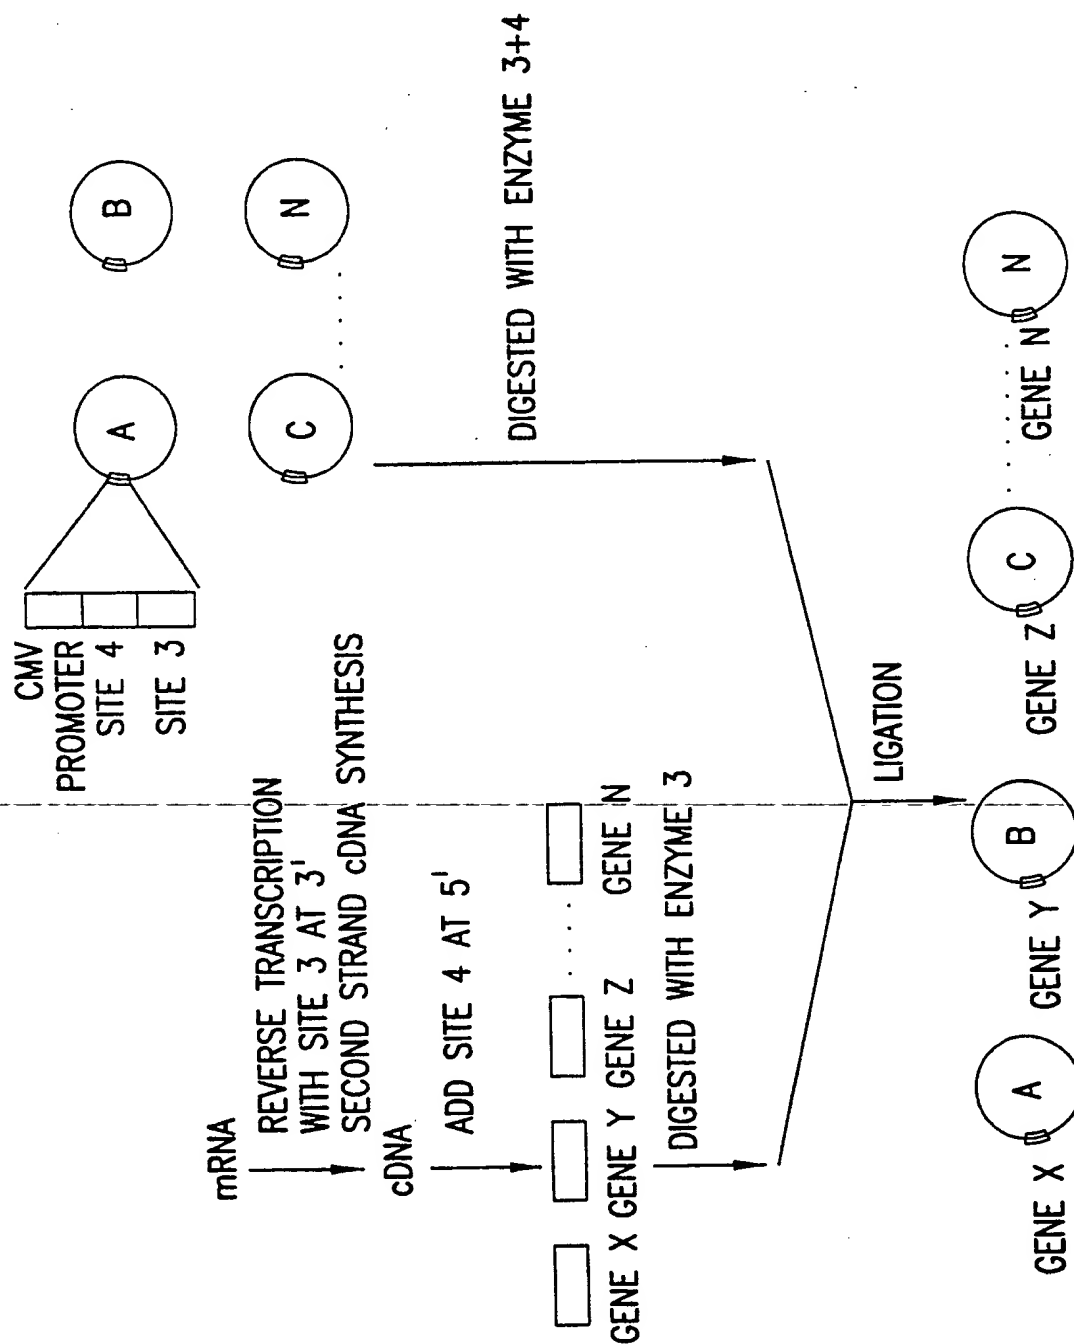 mRNA
REVERSE TRANSCRIPTION
WITH SITE 3 AT 3'
SECOND STRAND cDNA SYNTHESIS
cDNA
ADD SITE 4 AT 5'
GENE X GENE Y GENE Z GENE N
DIGESTED WITH ENZYME 3
CMV
PROMOTER
SITE 4
SITE 3
A B
C N
DIGESTED WITH ENZYME 3+4
LIGATION
A B C N
GENE X GENE Y GENE Z GENE N